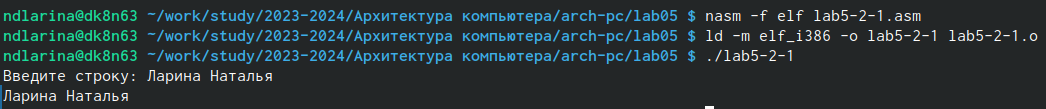 ndlarina@dk8n63 ~/work/study/2023-2024/Архитектура компьютера/arch-pc/lab05 $ nasm -f elf lab5-2-1.asm
ndlarina@dk8n63 ~/work/study/2023-2024/Архитектура компьютера/arch-pc/lab05 $ ld -m elf_i386 -o lab5-2-1 lab5-2-1.o
ndlarina@dk8n63 ~/work/study/2023-2024/Архитектура компьютера/arch-pc/lab05 $ ./lab5-2-1
Введите строку: Ларина Наталья
Ларина Наталья